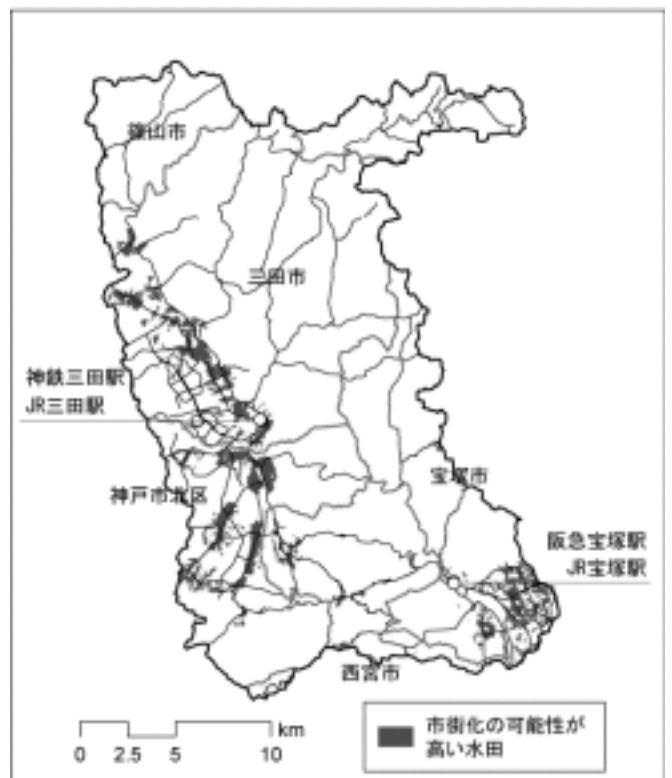 篠山市
三田市
神鉄三田駅
JR三田駅
神戸市北区
宝塚市
阪急宝塚駅
JR宝塚駅
西宮市
km
0 2.5 5 10
市街化の可能性が
高い水田